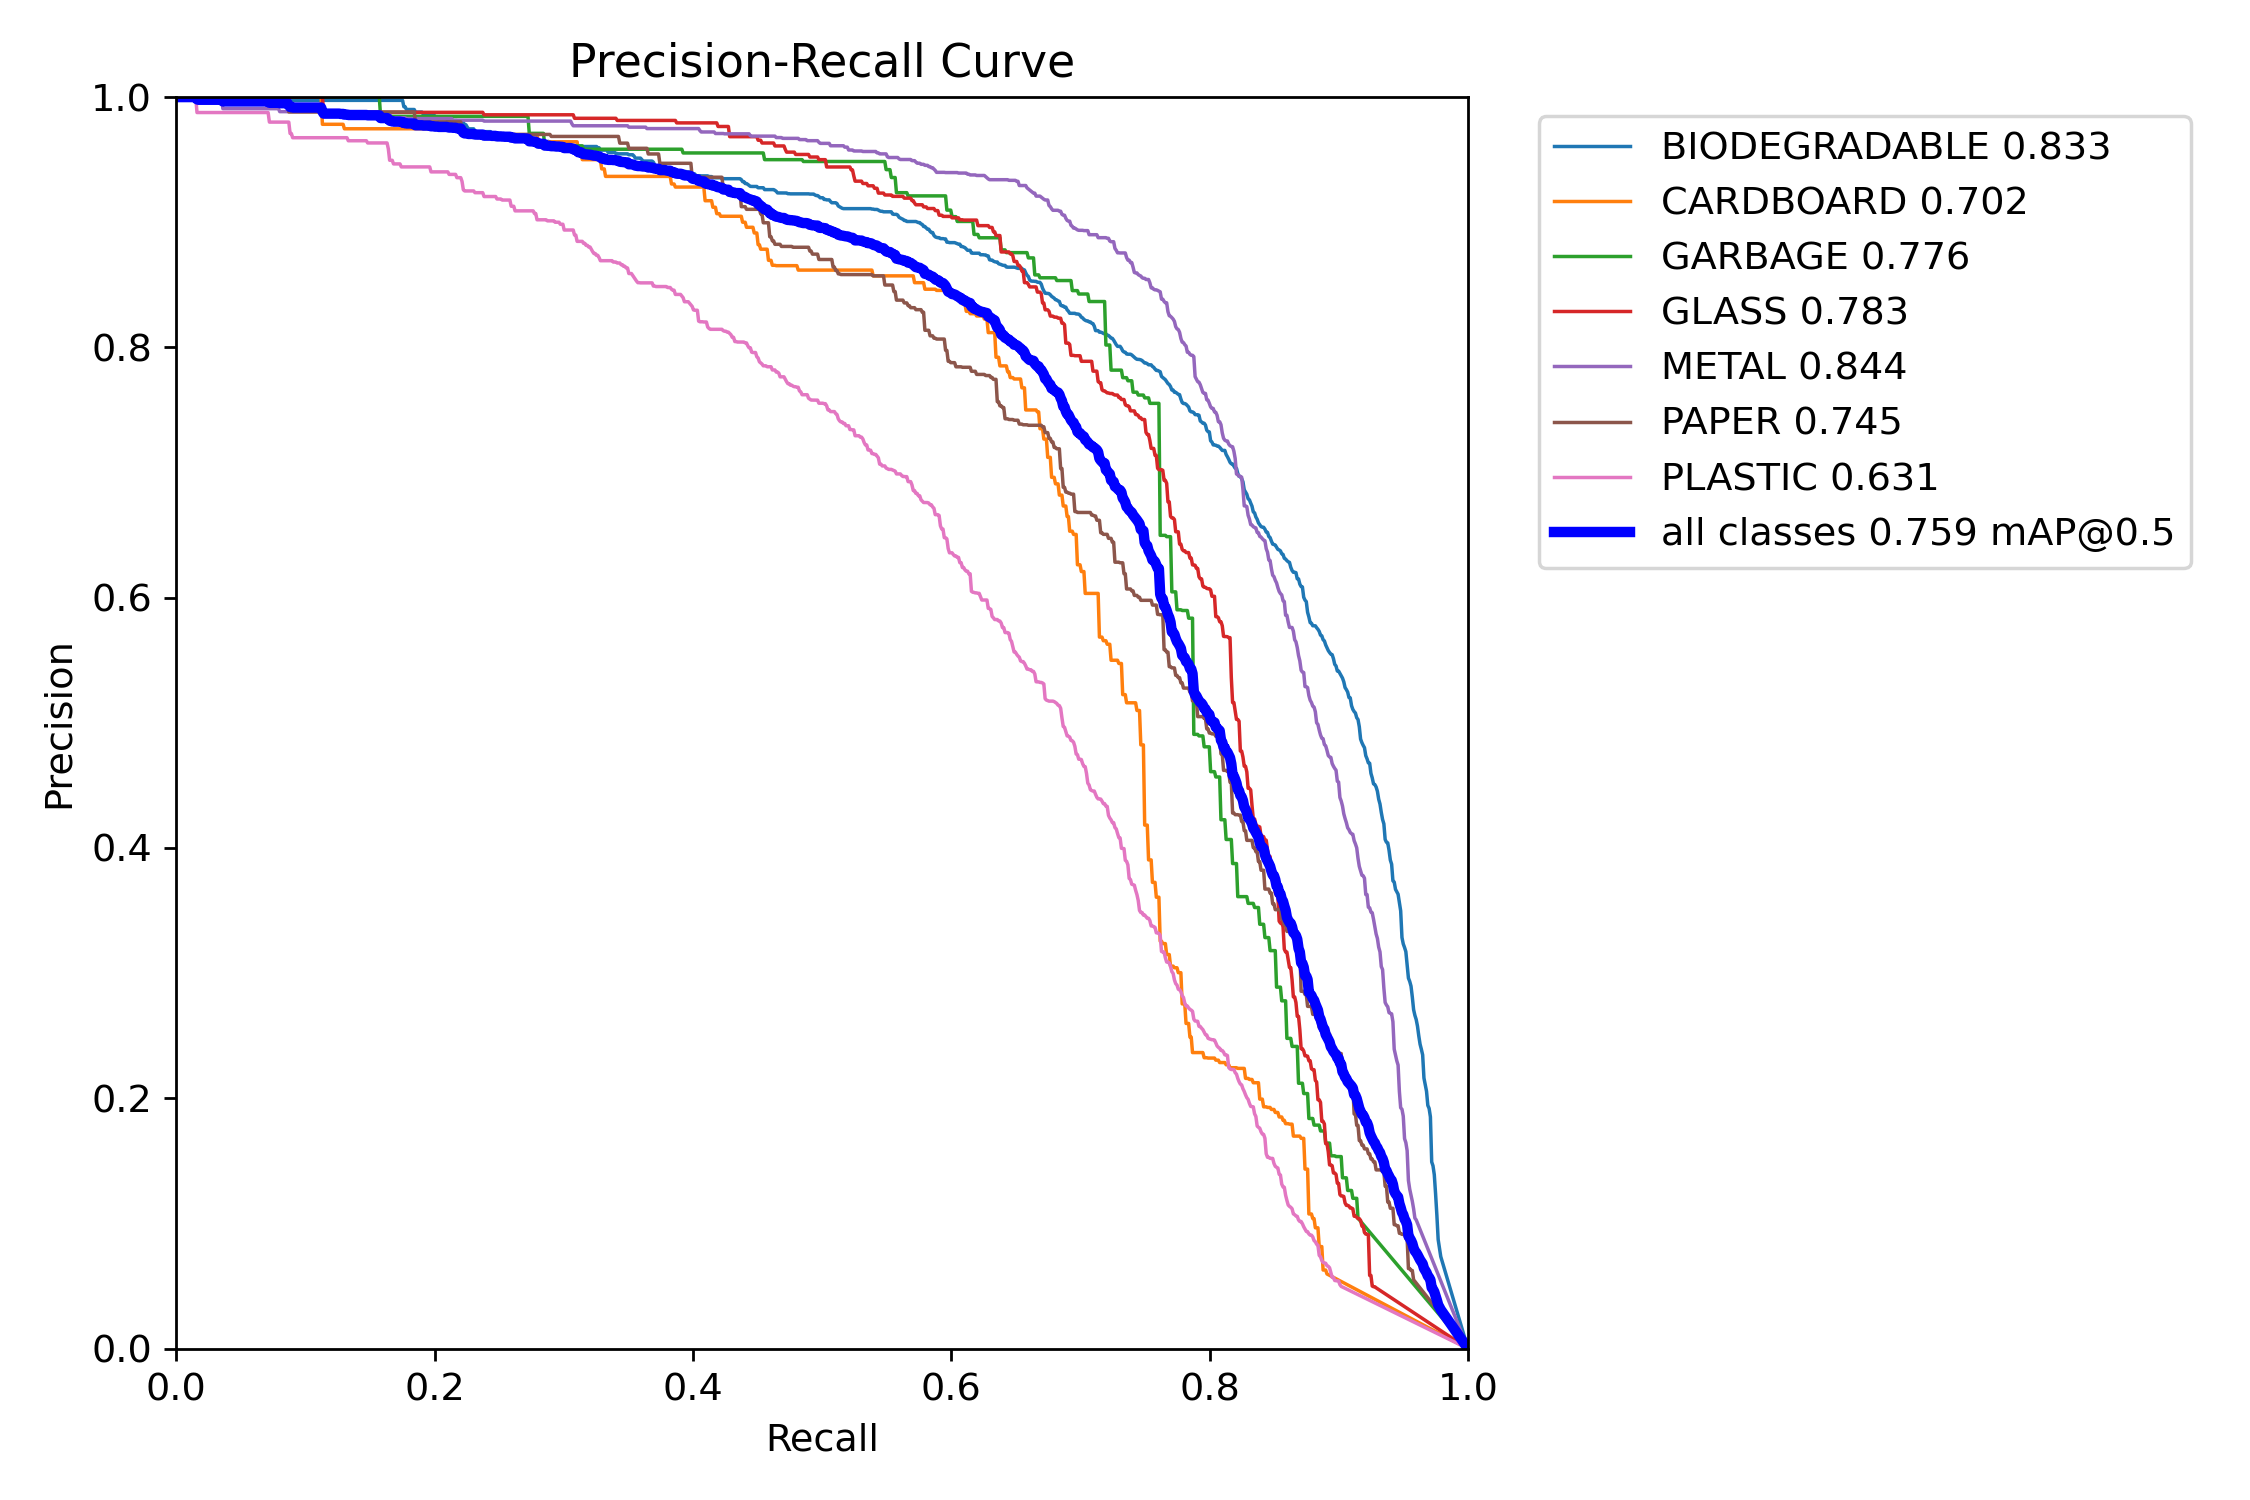 Precision-Recall Curve
1.0
0.8
0.6
0.4
0.2
0.0
Precision
0.0 0.2 0.4 0.6 0.8 1.0
Recall
BIODEGRADABLE 0.833
CARDBOARD 0.702
GARBAGE 0.776
GLASS 0.783
METAL 0.844
PAPER 0.745
PLASTIC 0.631
all classes 0.759 mAP@0.5